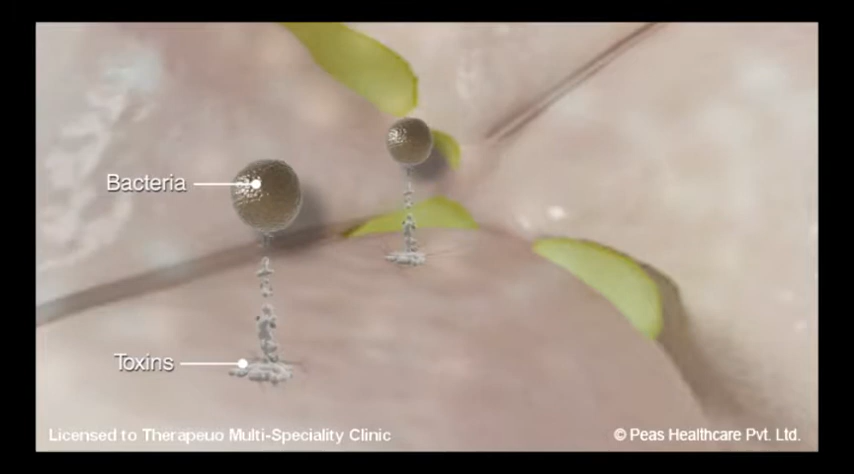 Bacteria
Toxins
Licensed to Therapeuo Multi-Speciality Clinic
© Peas Healthcare Pvt. Ltd.